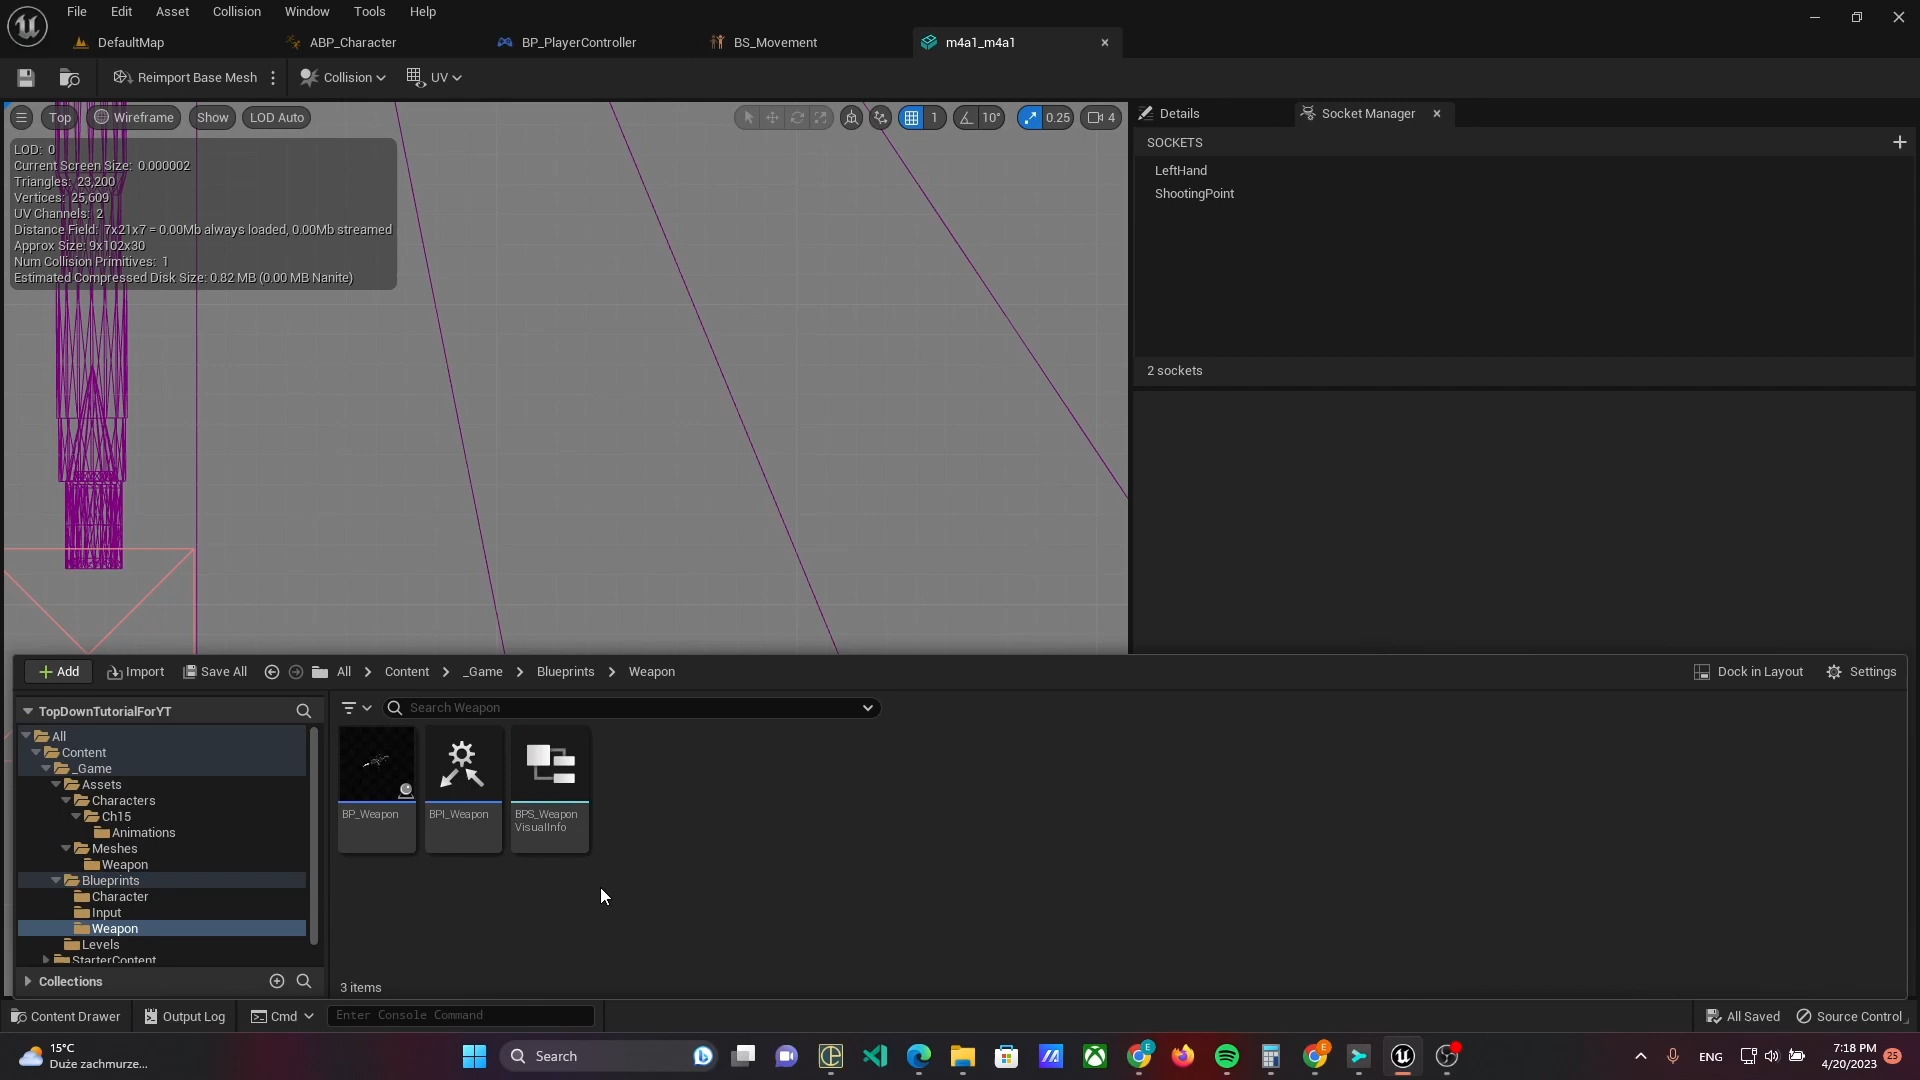 File Edit Asset Collision Window Tools Help
DefaultMap ABP_Character BP_PlayerController BS_Movement m4a1_m4a1
Reimport Base Mesh Collision UV
Top Wireframe Show LOD Auto 1 10° 0.25 4
Details Socket Manager
LOD: 0
Current Screen Size: 0.000002
Triangles: 23,200
Vertices: 25,609
UV Channels: 2
Distance Field: 7x21x7 = 0.00Mb always loaded, 0.00Mb streamed
Approx Size: 9x102x30
Num Collision Primitives: 1
Estimated Compressed Disk Size: 0.82 MB (0.00 MB Nanite)
SOCKETS
LeftHand
ShootingPoint
2 sockets
Add Import Save All All Content _Game Blueprints Weapon Dock in Layout Settings
TopDownTutorialForYT
All
Content
_Game
Assets
Characters
Ch15
Animations
Meshes
Weapon
Blueprints
Character
Input
Weapon
Levels
StarterContent
Collections
Search Weapon
BP_Weapon
BPI_Weapon
BPS_Weapon
VisualInfo
3 items
Content Drawer Output Log Cmd Enter Console Command All Saved Source Control
15°C
Duże zachmurze...
Search
ENG
7:18 PM
4/20/2023
25